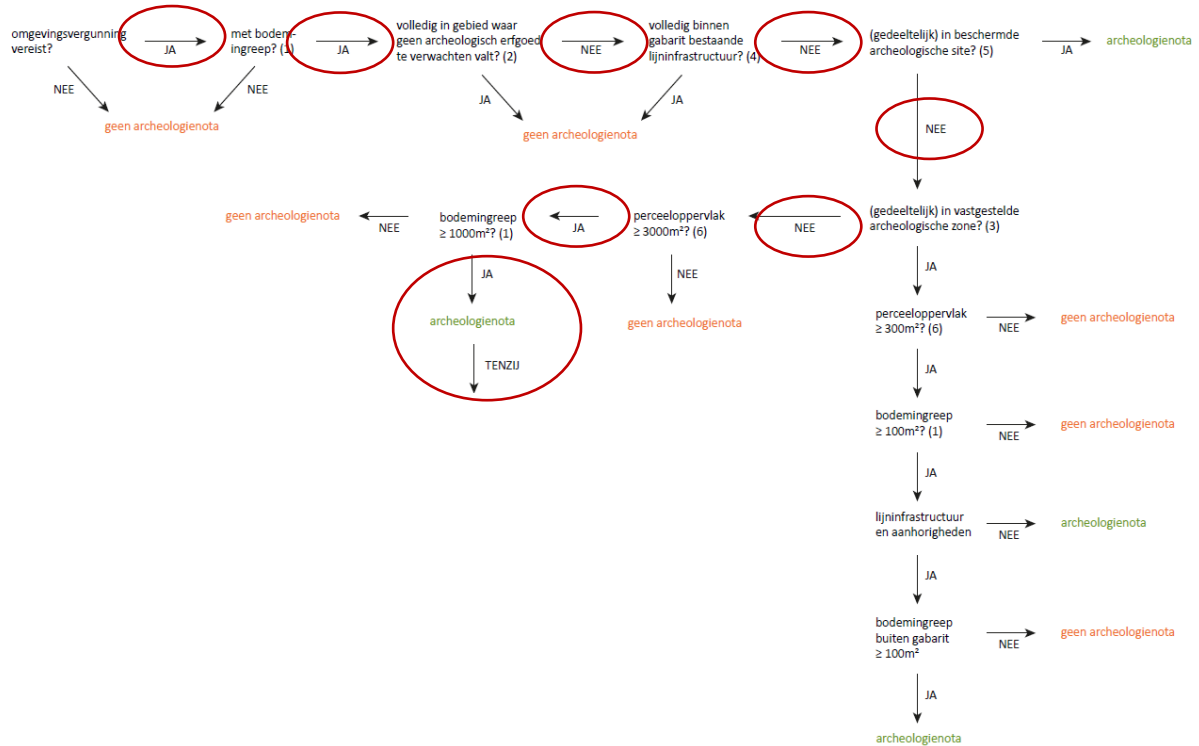 omgevingsvergunning
vereist?
JA
met bodem-
ingreep? (1)
JA
volledig in gebied waar
geen archeologisch erfgoed
te verwachten valt? (2)
NEE
volledig binnen
gabarit bestaande
lijninfrastructuur? (4)
NEE
(gedeeltelijk) in beschermde
archeologische site? (5)
JA
archeologienota
NEE
NEE
JA
JA
geen archeologienota
geen archeologienota
NEE
geen archeologienota
NEE
bodemingreep
≥ 1000m²? (1)
JA
perceeloppervlak
≥ 3000m²? (6)
NEE
(gedeeltelijk) in vastgestelde
archeologische zone? (3)
JA
NEE
JA
archeologienota
geen archeologienota
perceeloppervlak
≥ 300m²? (6)
NEE
geen archeologienota
TENZIJ
JA
bodemingreep
≥ 100m²? (1)
NEE
geen archeologienota
JA
lijninfrastructuur
en aanhorigheden
NEE
archeologienota
JA
bodemingreep
buiten gabarit
≥ 100m²
NEE
geen archeologienota
JA
archeologienota